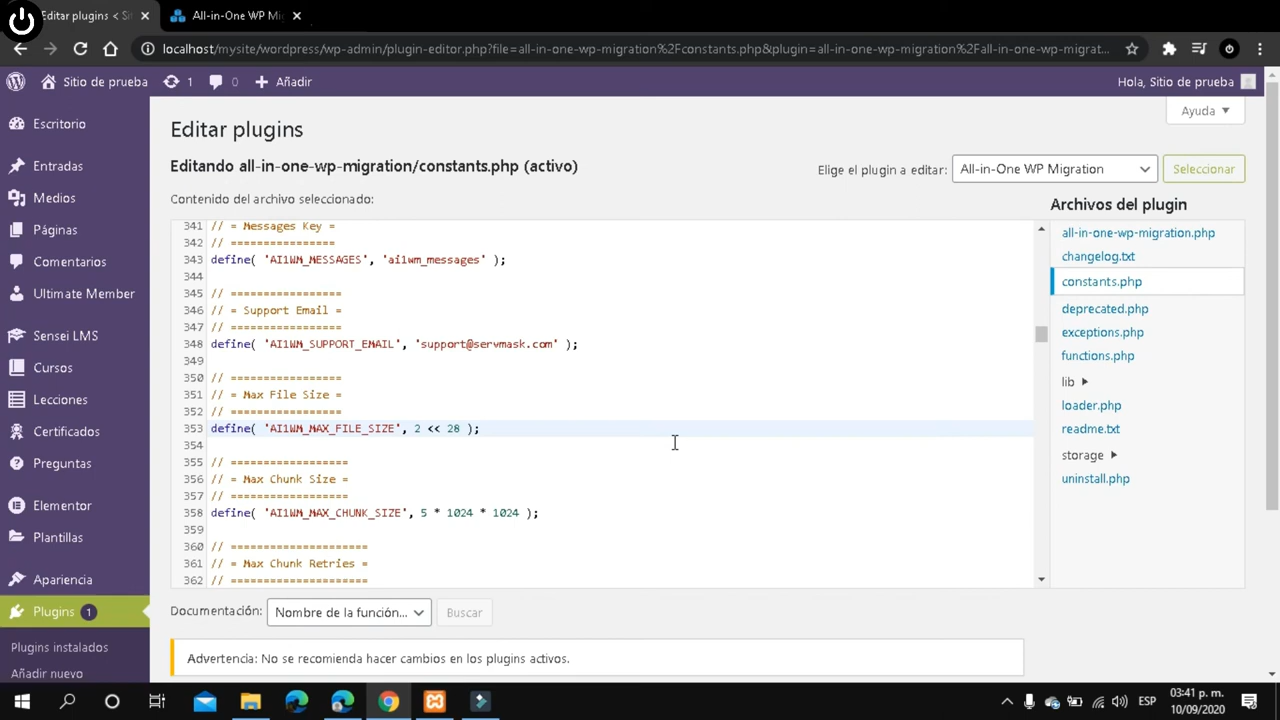 Editar plugins < Sit
All-in-One WP Mi
localhost/mysite/wordpress/wp-admin/plugin-editor.php?file=all-in-one-wp-migration%2Fconstants.php&plugin=all-in-one-wp-migration%2Fall-in-one-wp-migrat...
Sitio de prueba
1
0
Añadir
Hola, Sitio de prueba
Escritorio
Entradas
Medios
Páginas
Comentarios
Ultimate Member
Sensei LMS
Cursos
Lecciones
Certificados
Preguntas
Elementor
Plantillas
Apariencia
Plugins 1
Plugins instalados
Añadir nuevo
Ayuda
Editar plugins
Editando all-in-one-wp-migration/constants.php (activo)
Elige el plugin a editar:
All-in-One WP Migration
Seleccionar
Contenido del archivo seleccionado:
341 // = Messages Key =
342 // ================
343 define( 'AI1WM_MESSAGES', 'ai1wm_messages' );
344
345 // =================
346 // = Support Email =
347 // =================
348 define( 'AI1WM_SUPPORT_EMAIL', 'support@servmask.com' );
349
350 // =================
351 // = Max File Size =
352 // =================
353 define( 'AI1WM_MAX_FILE_SIZE', 2 << 28 );
354
355 // ==================
356 // = Max Chunk Size =
357 // ==================
358 define( 'AI1WM_MAX_CHUNK_SIZE', 5 * 1024 * 1024 );
359
360 // =====================
361 // = Max Chunk Retries =
362 // =====================
Archivos del plugin
all-in-one-wp-migration.php
changelog.txt
constants.php
deprecated.php
exceptions.php
functions.php
lib
loader.php
readme.txt
storage
uninstall.php
Documentación:
Nombre de la función...
Buscar
Advertencia: No se recomienda hacer cambios en los plugins activos.
ESP
03:41 p. m.
10/09/2020